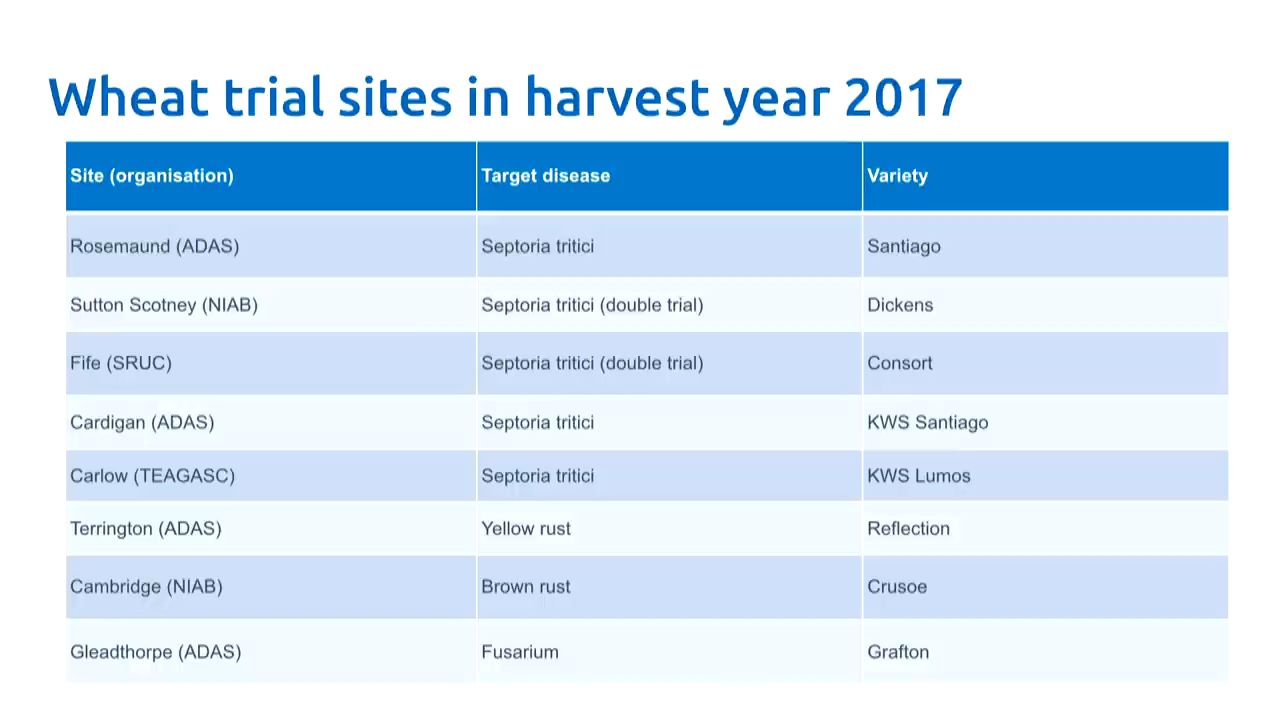 Wheat trial sites in harvest year 2017
Site (organisation) Target disease Variety
Rosemaund (ADAS) Septoria tritici Santiago
Sutton Scotney (NIAB) Septoria tritici (double trial) Dickens
Fife (SRUC) Septoria tritici (double trial) Consort
Cardigan (ADAS) Septoria tritici KWS Santiago
Carlow (TEAGASC) Septoria tritici KWS Lumos
Terrington (ADAS) Yellow rust Reflection
Cambridge (NIAB) Brown rust Crusoe
Gleadthorpe (ADAS) Fusarium Grafton